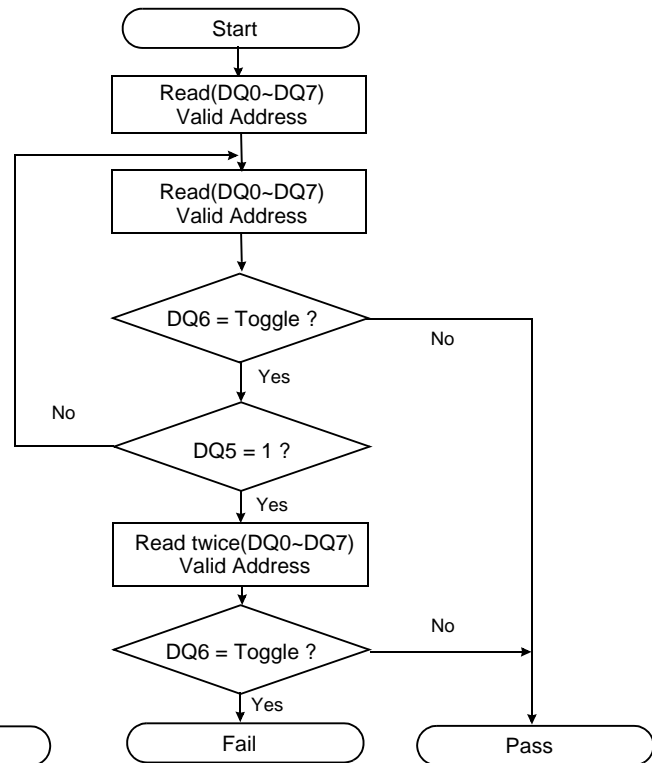 Start
Read(DQ0~DQ7)
Valid Address
Read(DQ0~DQ7)
Valid Address
DQ6 = Toggle ?
No
Yes
No
DQ5 = 1 ?
Yes
Read twice(DQ0~DQ7)
Valid Address
No
DQ6 = Toggle ?
Yes
Fail
Pass